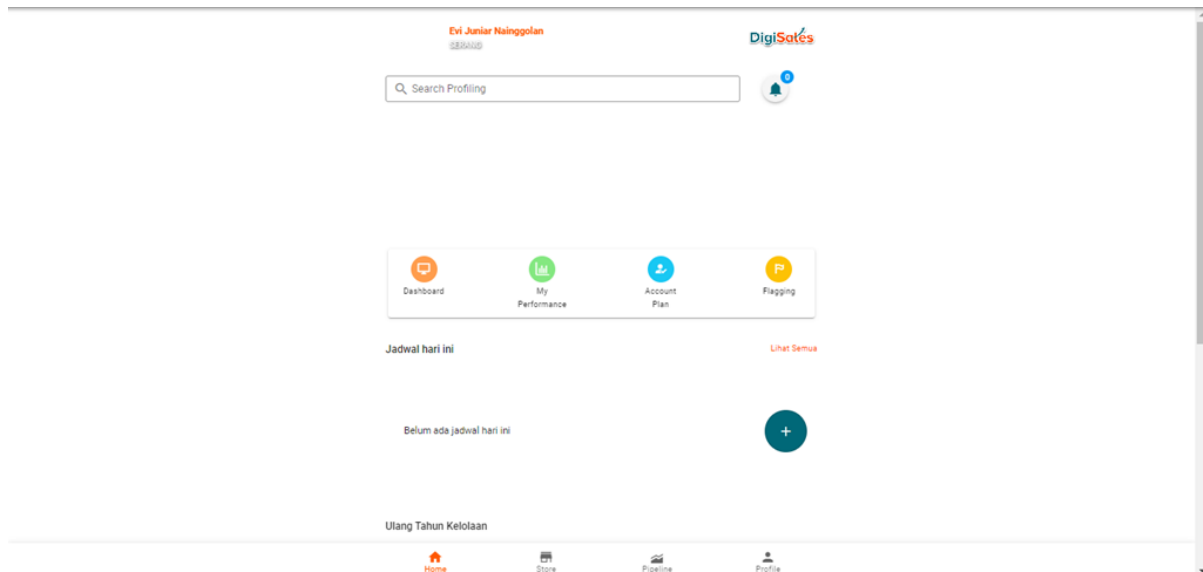 Evi Juniar Nainggolan
SERANG
DigiSales
Search Profiling
0
Dashboard
My
Performance
Account
Plan
Flagging
Jadwal hari ini
Lihat Semua
Belum ada jadwal hari ini
+
Ulang Tahun Kelolaan
Home
Store
Pipeline
Profile